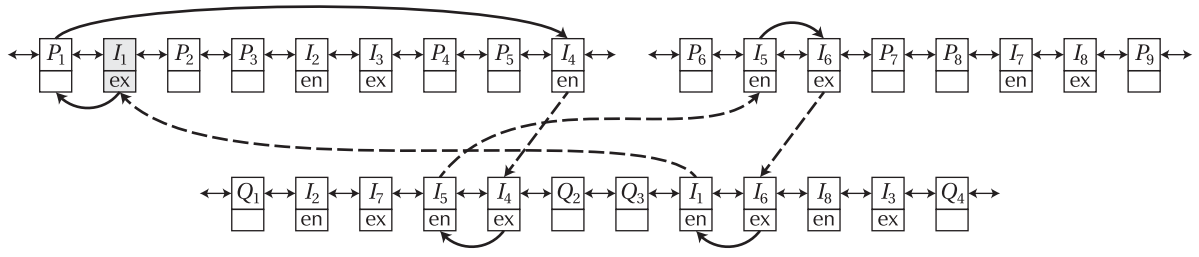 P1 I1 P2 P3 I2 I3 P4 P5 I4 P6 I5 I6 P7 P8 I7 I8 P9
ex en ex en en ex en ex
Q1 I2 I7 I5 I4 Q2 Q3 I1 I6 I8 I3 Q4
en ex en ex en ex en ex